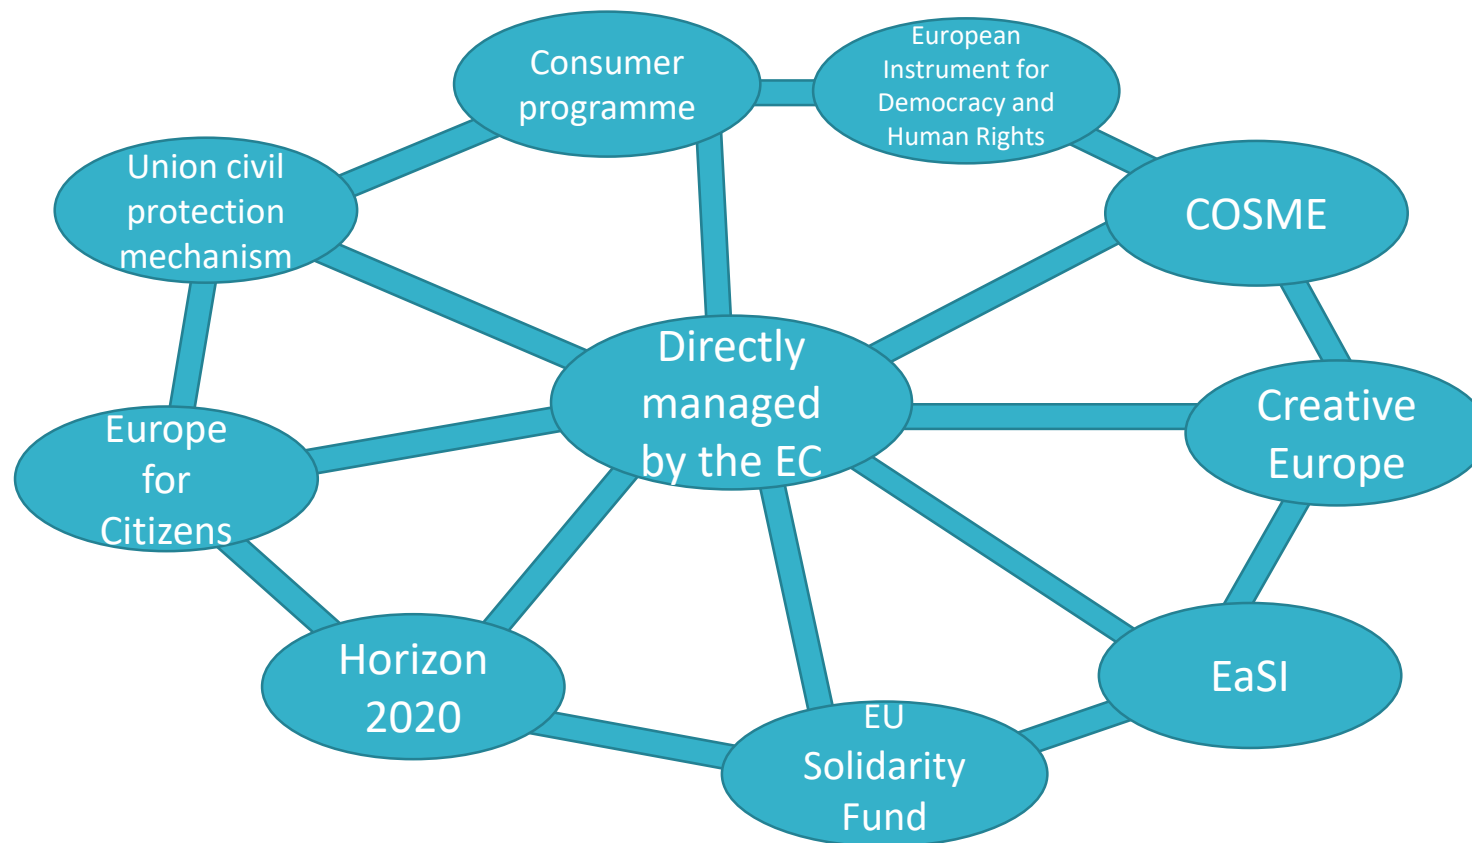 Consumer
programme
European
Instrument for
Democracy and
Human Rights
Union civil
protection
mechanism
COSME
Directly
managed
by the EC
Creative
Europe
Europe
for
Citizens
Horizon
2020
EaSI
EU
Solidarity
Fund